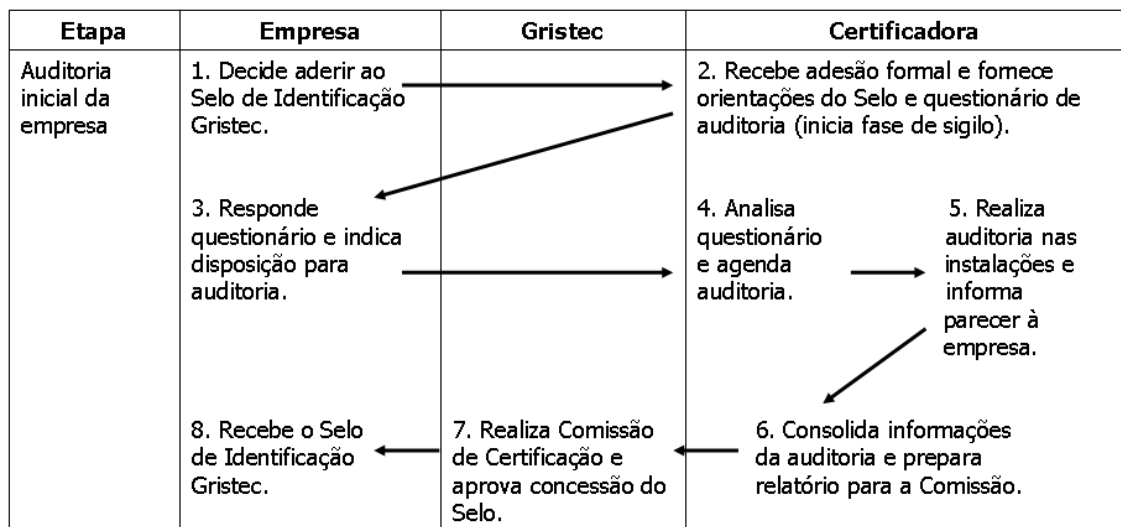 Etapa
Empresa
Gristec
Certificadora
Auditoria
inicial da
empresa
1. Decide aderir ao
Selo de Identificação
Gristec.
2. Recebe adesão formal e fornece
orientações do Selo e questionário de
auditoria (inicia fase de sigilo).
3. Responde
questionário e indica
disposição para
auditoria.
4. Analisa
questionário
e agenda
auditoria.
5. Realiza
auditoria nas
instalações e
informa
parecer à
empresa.
6. Consolida informações
da auditoria e prepara
relatório para a Comissão.
7. Realiza Comissão
de Certificação e
aprova concessão do
Selo.
8. Recebe o Selo
de Identificação
Gristec.